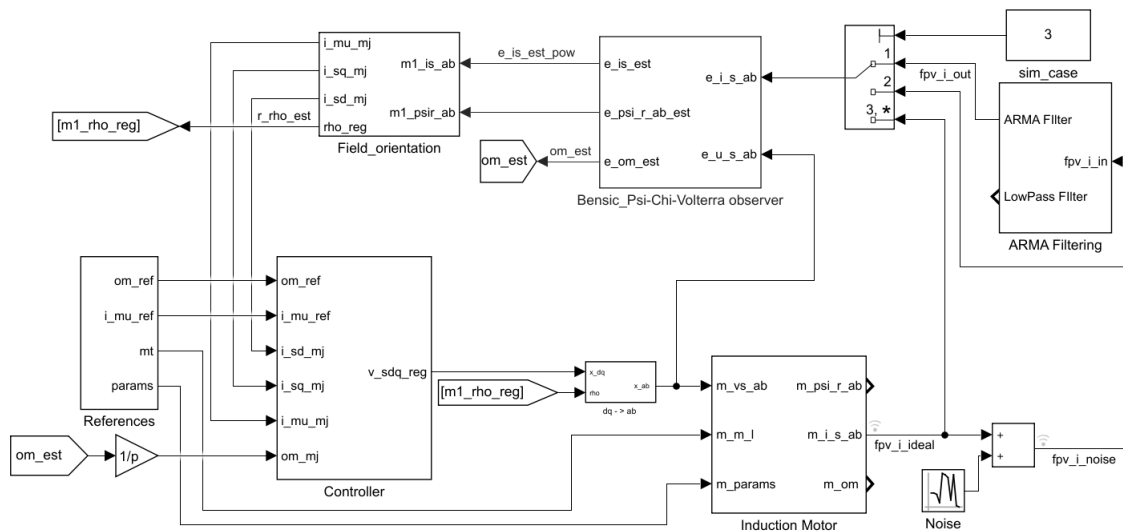 i_mu_mj
i_sq_mj
i_sd_mj
rho_reg
m1_is_ab
m1_psir_ab
Field_orientation
r_rho_est
[m1_rho_reg]
e_is_est_pow
e_is_est
e_psi_r_ab_est
e_om_est
e_i_s_ab
e_u_s_ab
Bensic_Psi-Chi-Volterra observer
om_est
om_est
1
2
3, *
3
sim_case
fpv_i_out
ARMA FIlter
LowPass FIlter
fpv_i_in
ARMA Filtering
om_ref
i_mu_ref
mt
params
References
om_ref
i_mu_ref
i_sd_mj
i_sq_mj
i_mu_mj
om_mj
v_sdq_reg
Controller
om_est
1/p
[m1_rho_reg]
x_dq
rho
x_ab
dq -> ab
m_vs_ab
m_m_l
m_params
m_psi_r_ab
m_i_s_ab
m_om
Induction Motor
fpv_i_ideal
+
+
Noise
fpv_i_noise